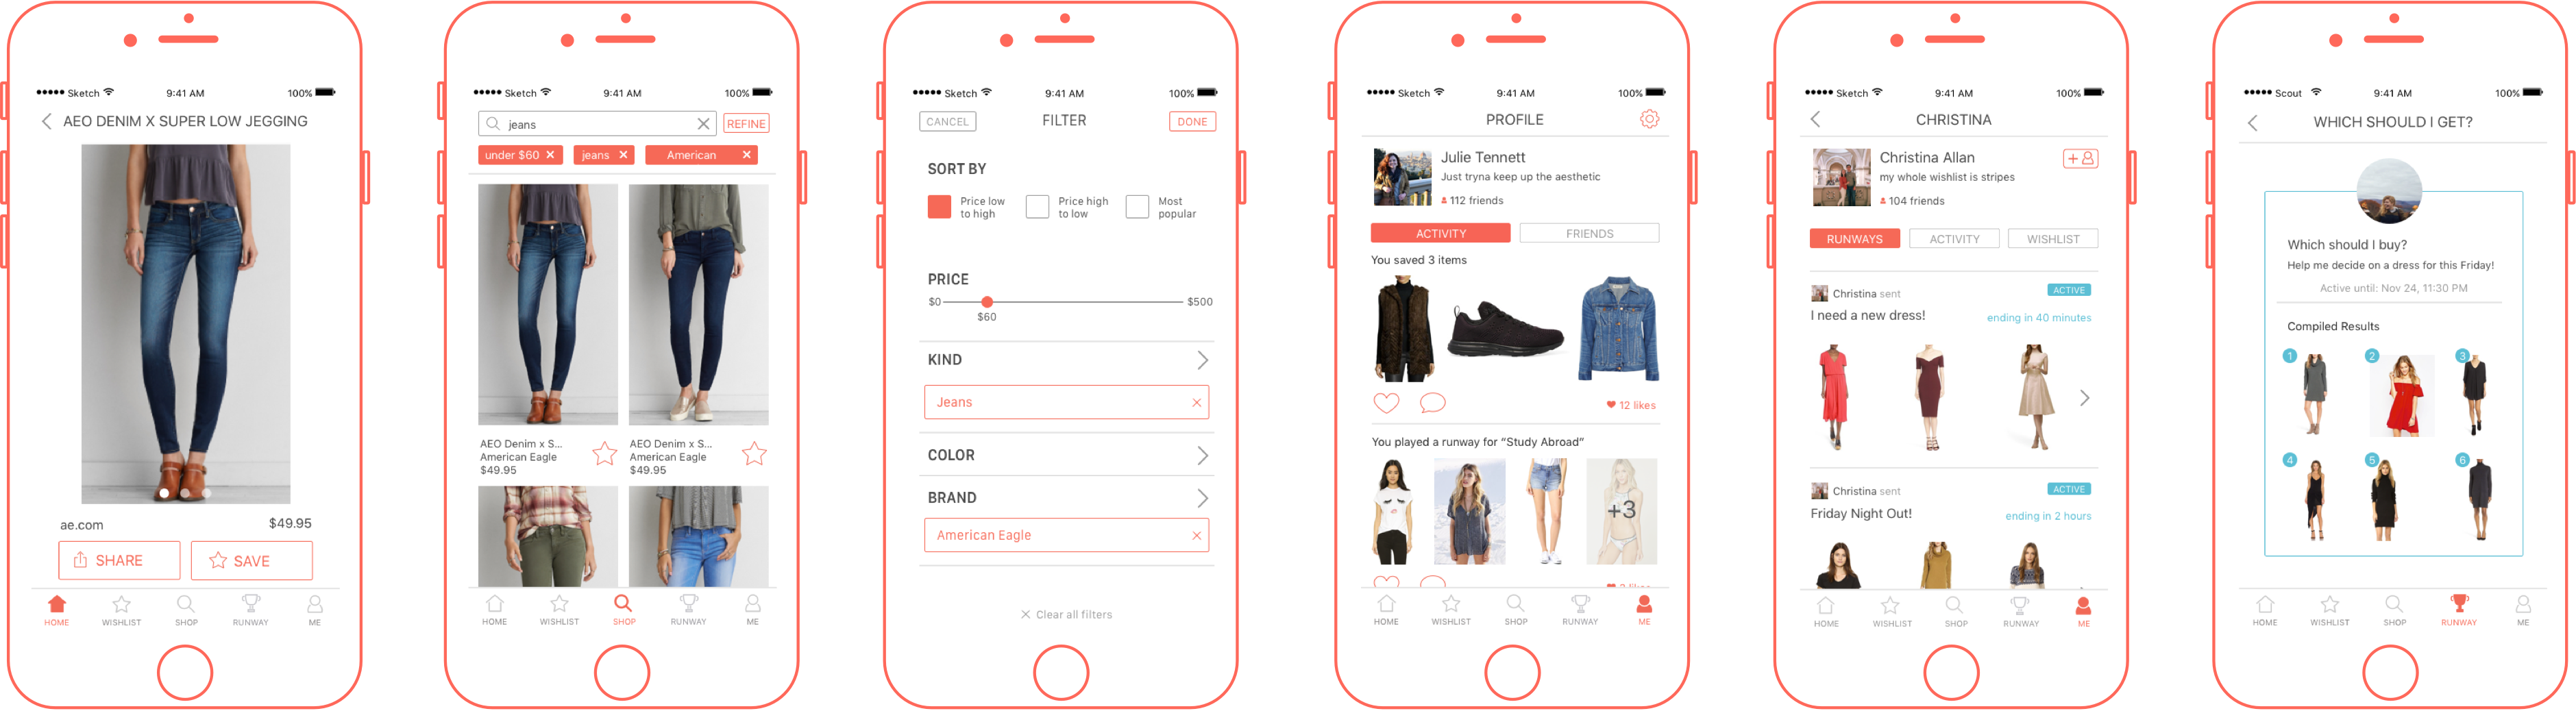 ●●●●● Sketch 9:41 AM 100%
AEO DENIM X SUPER LOW JEGGING
ae.com $49.95
SHARE SAVE
HOME WISHLIST SHOP RUNWAY ME
●●●●● Sketch 9:41 AM 100%
jeans REFINE
under $60 × jeans × American ×
AEO Denim x S...
American Eagle
$49.95
AEO Denim x S...
American Eagle
$49.95
HOME WISHLIST SHOP RUNWAY ME
●●●●● Sketch 9:41 AM 100%
CANCEL FILTER DONE
SORT BY
Price low
to high
Price high
to low
Most
popular
PRICE
$0 $500
$60
KIND
Jeans ×
COLOR
BRAND
American Eagle ×
× Clear all filters
●●●●● Sketch 9:41 AM 100%
PROFILE
Julie Tennett
Just tryna keep up the aesthetic
112 friends
ACTIVITY FRIENDS
You saved 3 items
12 likes
You played a runway for “Study Abroad”
+3
HOME WISHLIST SHOP RUNWAY ME
●●●●● Sketch 9:41 AM 100%
CHRISTINA
Christina Allan
my whole wishlist is stripes
104 friends
RUNWAYS ACTIVITY WISHLIST
Christina sent ACTIVE
I need a new dress! ending in 40 minutes
Christina sent ACTIVE
Friday Night Out! ending in 2 hours
HOME WISHLIST SHOP RUNWAY ME
●●●●● Scout 9:41 AM 100%
WHICH SHOULD I GET?
Which should I buy?
Help me decide on a dress for this Friday!
Active until: Nov 24, 11:30 PM
Compiled Results
1 2 3
4 5 6
HOME WISHLIST SHOP RUNWAY ME